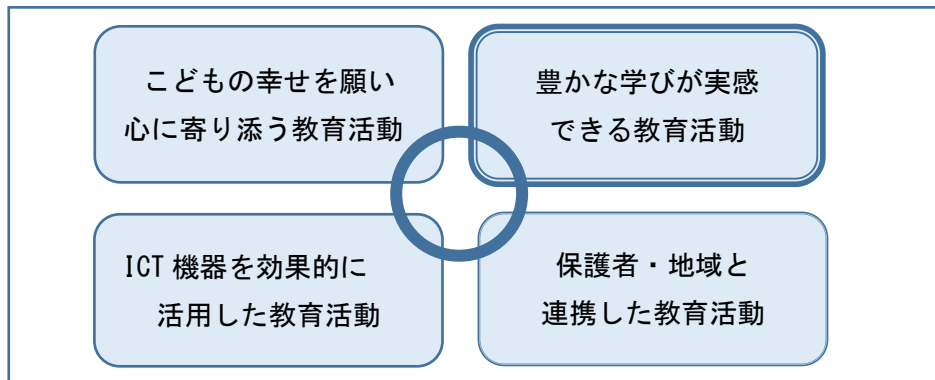 こどもの幸せを願い
心に寄り添う教育活動
豊かな学びが実感
できる教育活動
ICT 機器を効果的に
活用した教育活動
保護者・地域と
連携した教育活動